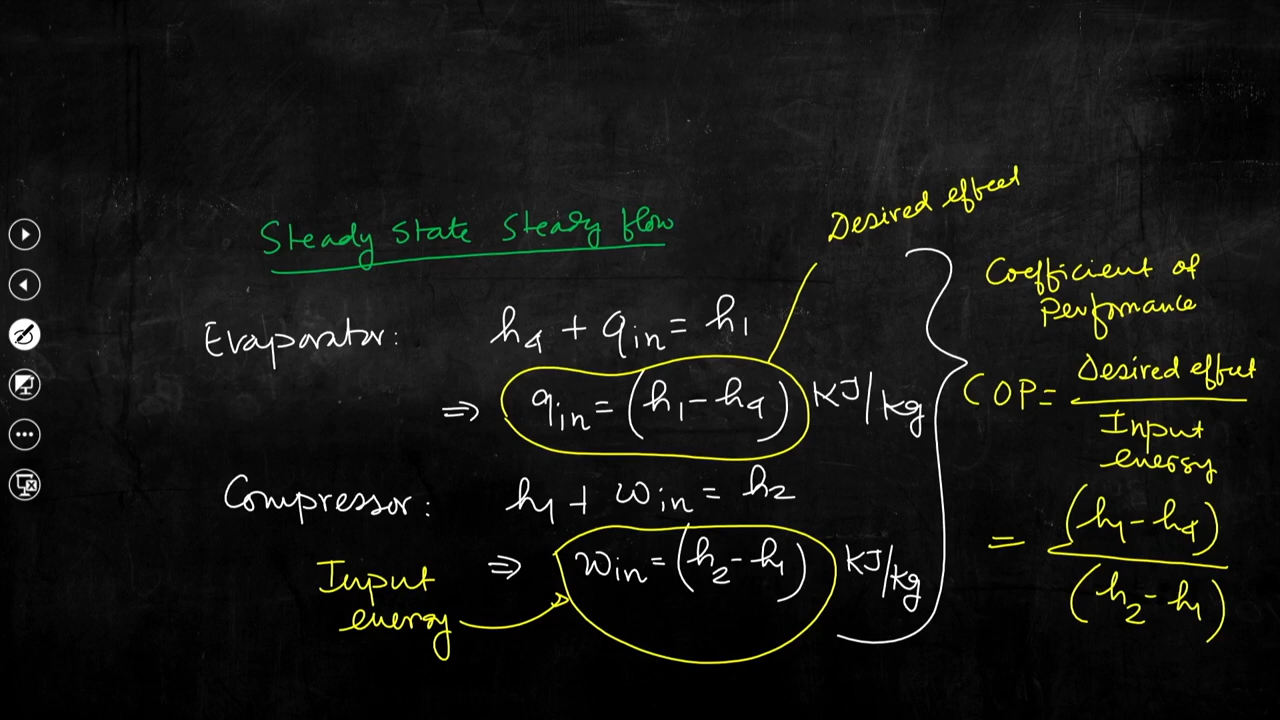 Steady State Steady flow
Desired effect
Evaporator: h4 + qin = h1
⇒ qin = (h1 - h4) KJ/kg
Compressor: h1 + win = h2
⇒ win = (h2 - h1) KJ/kg
Input
energy
Coefficient of
Performance
COP = Desired effect
Input
energy
= (h1 - h4)
(h2 - h1)